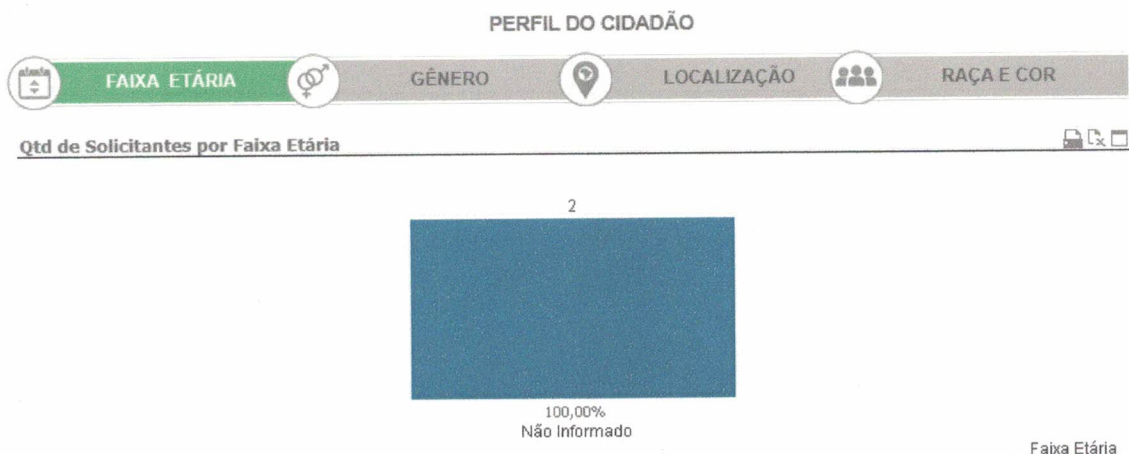 PERFIL DO CIDADÃO
FAIXA ETÁRIA GÊNERO LOCALIZAÇÃO RAÇA E COR
Qtd de Solicitantes por Faixa Etária
2
100,00%
Não Informado
Faixa Etária